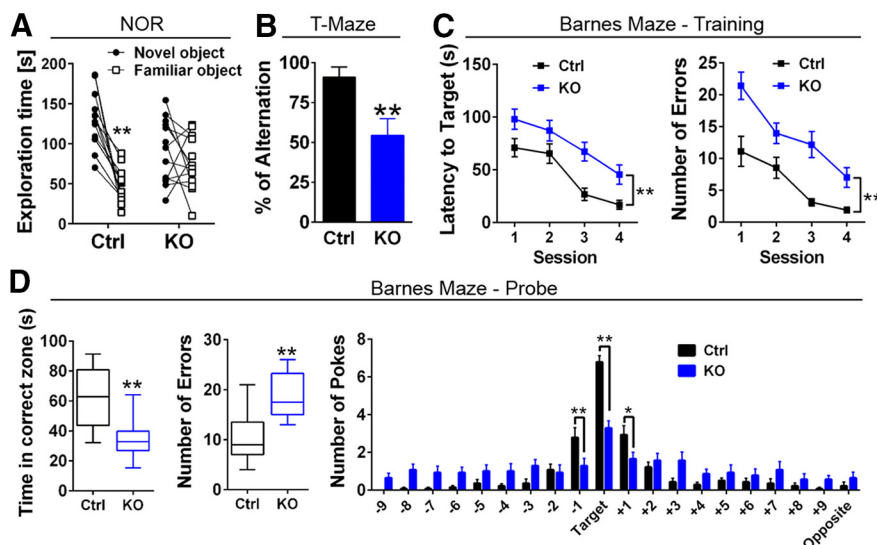 A
NOR
Novel object
Familiar object
Exploration time [s]
200
150
100
50
0
**
Ctrl
KO
B
T-Maze
% of Alternation
100
75
50
25
0
**
Ctrl
KO
C
Barnes Maze - Training
Latency to Target (s)
150
100
50
0
Ctrl
KO
**
1 2 3 4
Session
Number of Errors
25
20
15
10
5
0
Ctrl
KO
**
1 2 3 4
Session
D
Barnes Maze - Probe
Time in correct zone (s)
100
80
60
40
20
0
**
Ctrl
KO
Number of Errors
30
20
10
0
**
Ctrl
KO
Number of Pokes
8
6
4
2
0
**
**
*
Ctrl
KO
-9 -8 -7 -6 -5 -4 -3 -2 -1 Target +1 +2 +3 +4 +5 +6 +7 +8 +9 Opposite